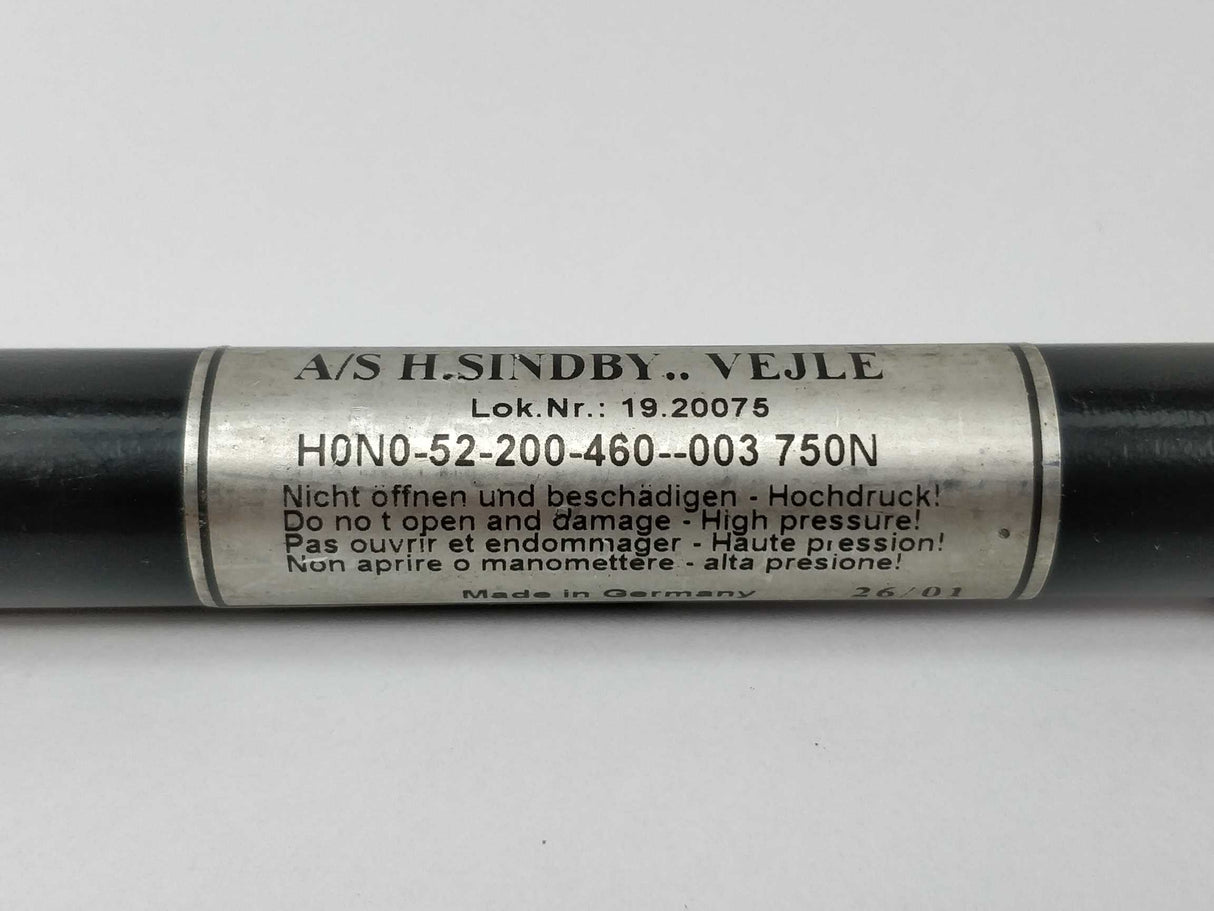 A/S H.SINDBY.. VEJLE
Lok.Nr.: 19.20075
H0N0-52-200-460--003 750N
Nicht öffnen und beschädigen - Hochdruck!
Do no t open and damage - High pressure!
Pas ouvrir et endommager - Haute pression!
Non aprire o manomettere - alta presione!
Made in Germany 26/01